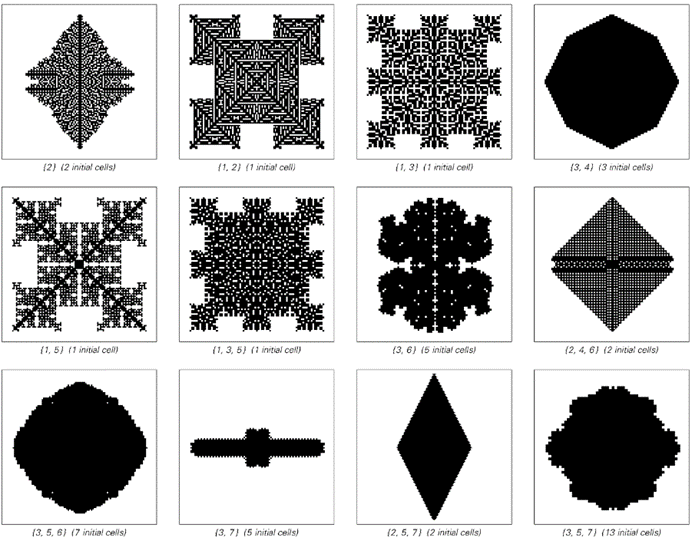 {2} (2 initial cells)
{1, 2} (1 initial cell)
{1, 3} (1 initial cell)
{3, 4} (3 initial cells)
{1, 5} (1 initial cell)
{1, 3, 5} (1 initial cell)
{3, 6} (5 initial cells)
{2, 4, 6} (2 initial cells)
{3, 5, 6} (7 initial cells)
{3, 7} (5 initial cells)
{2, 5, 7} (2 initial cells)
{3, 5, 7} (13 initial cells)